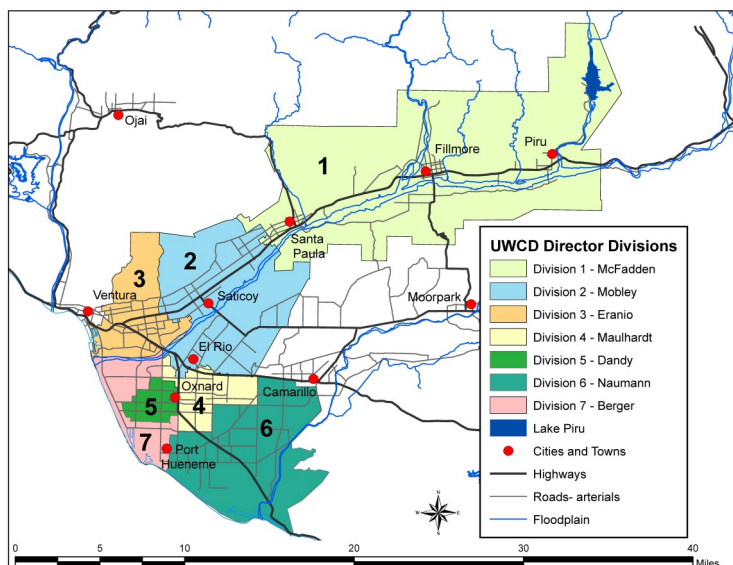 Ojai
1
Fillmore
Piru
Santa
Paula
2
3
Ventura
Saticoy
Moorpark
El Rio
Oxnard
Camarillo
5
4
6
7
Port
Hueneme
UWCD Director Divisions
Division 1 - McFadden
Division 2 - Mobley
Division 3 - Eranio
Division 4 - Maulhardt
Division 5 - Dandy
Division 6 - Naumann
Division 7 - Berger
Lake Piru
Cities and Towns
Highways
Roads- arterials
Floodplain
N
W E
S
0 5 10 20 30 40
Miles